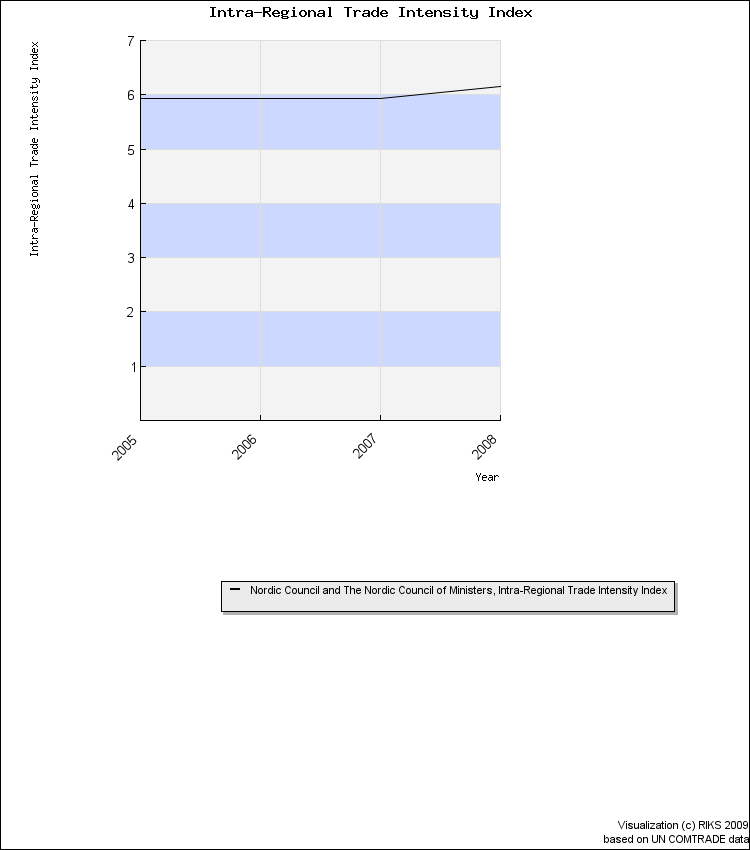 Intra-Regional Trade Intensity Index
Intra-Regional Trade Intensity Index
7
6
5
4
3
2
1
2005
2006
2007
2008
Year
Nordic Council and The Nordic Council of Ministers, Intra-Regional Trade Intensity Index
Visualization (c) RIKS 2009
based on UN COMTRADE data